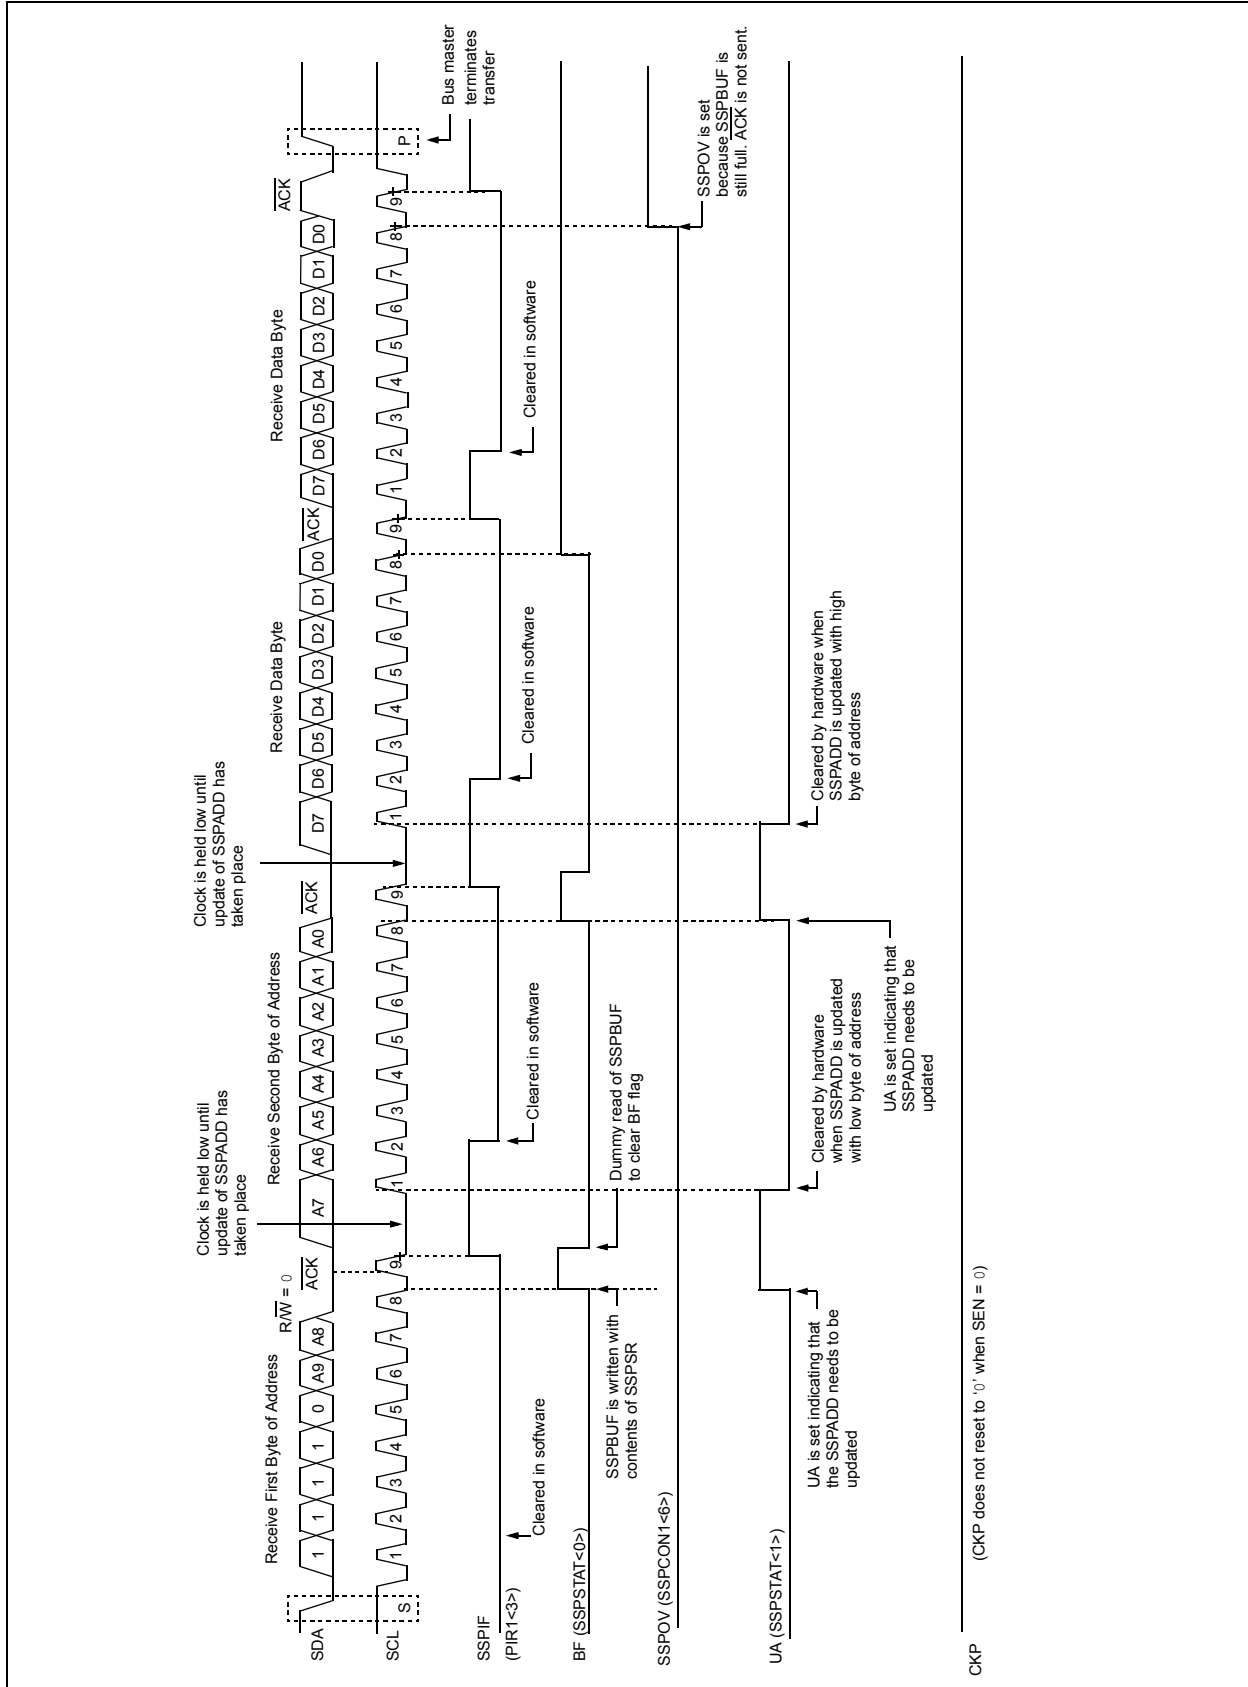 Receive First Byte of Address
R/W = 0
ACK
Clock is held low until
update of SSPADD has
taken place
Receive Second Byte of Address
ACK
Clock is held low until
update of SSPADD has
taken place
Receive Data Byte
ACK
Receive Data Byte
ACK
SDA
1 1 1 1 0 A9 A8
A7 A6 A5 A4 A3 A2 A1 A0
D7 D6 D5 D4 D3 D2 D1 D0
D7 D6 D5 D4 D3 D2 D1 D0
SCL
S
1 2 3 4 5 6 7 8 9
1 2 3 4 5 6 7 8 9
1 2 3 4 5 6 7 8 9
1 2 3 4 5 6 7 8 9
P
Bus master
terminates
transfer
SSPIF
(PIR1<3>)
Cleared in software
Cleared in software
Cleared in software
Cleared in software
BF (SSPSTAT<0>)
SSPBUF is written with
contents of SSPSR
Dummy read of SSPBUF
to clear BF flag
SSPOV (SSPCON1<6>)
SSPOV is set
because SSPBUF is
still full. ACK is not sent.
UA (SSPSTAT<1>)
UA is set indicating that
the SSPADD needs to be
updated
Cleared by hardware
when SSPADD is updated
with low byte of address
UA is set indicating that
SSPADD needs to be
updated
Cleared by hardware when
SSPADD is updated with high
byte of address
CKP
(CKP does not reset to ‘0’ when SEN = 0)